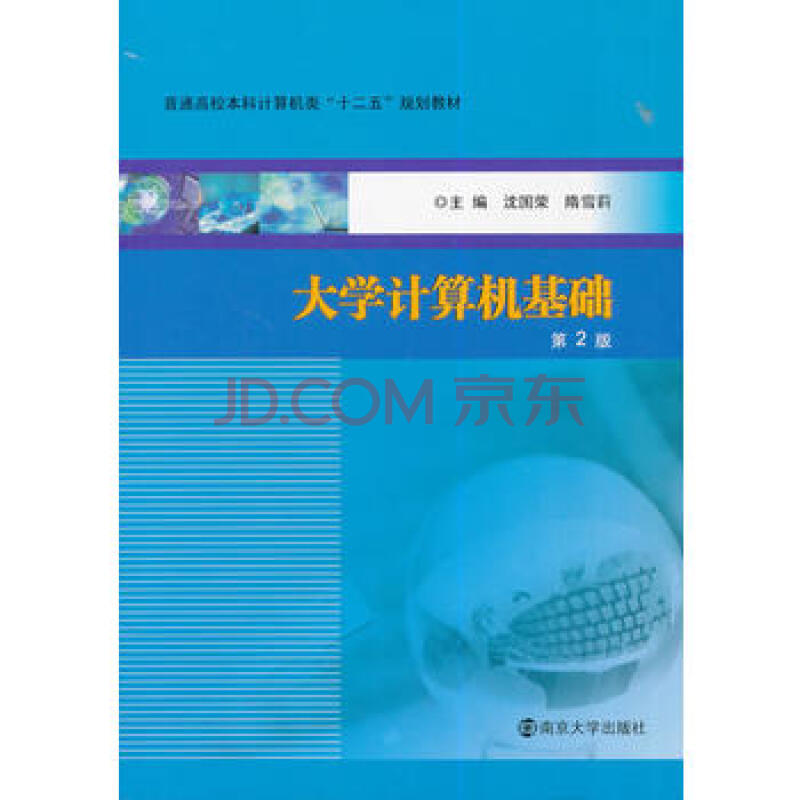 普通高校本科计算机类“十二五”规划教材
◎主 编 沈国荣 隋雪莉
大学计算机基础
第2版
JD.COM 京东
南京大学出版社